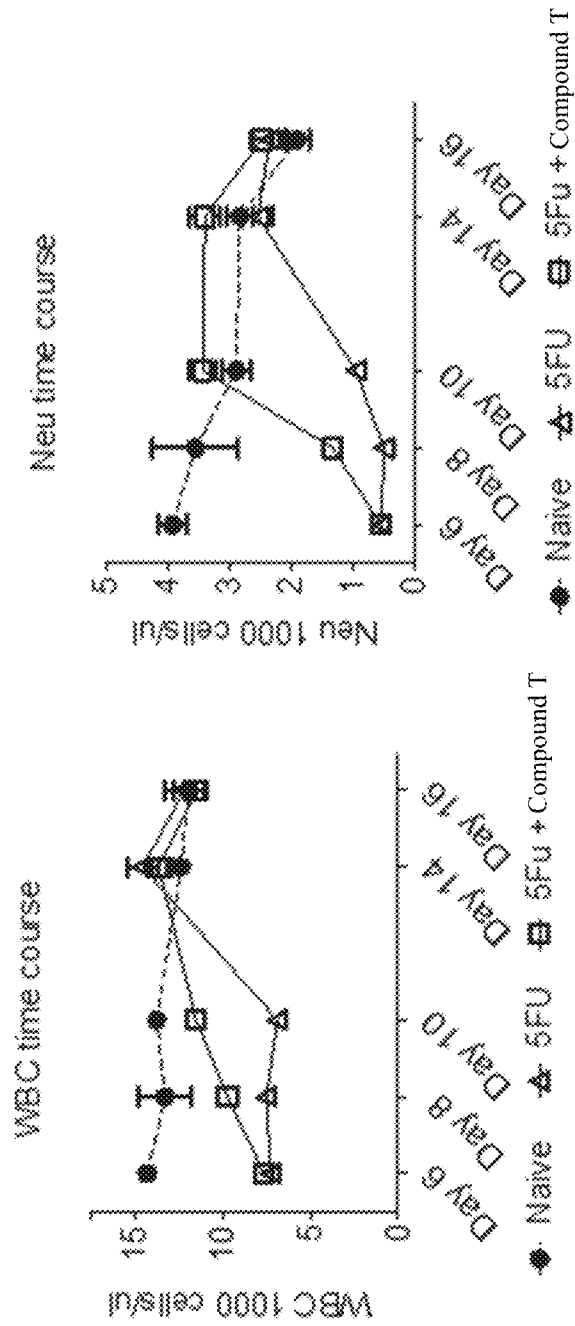 WBC time course
WBC 1000 cells/ul
15
10
5
0
Day 6
Day 8
Day 10
Day 14
Day 16
Naive
5FU
5Fu + Compound T
Neu time course
Neu 1000 cells/ul
5
4
3
2
1
0
Day 6
Day 8
Day 10
Day 14
Day 16
Naive
5FU
5Fu + Compound T